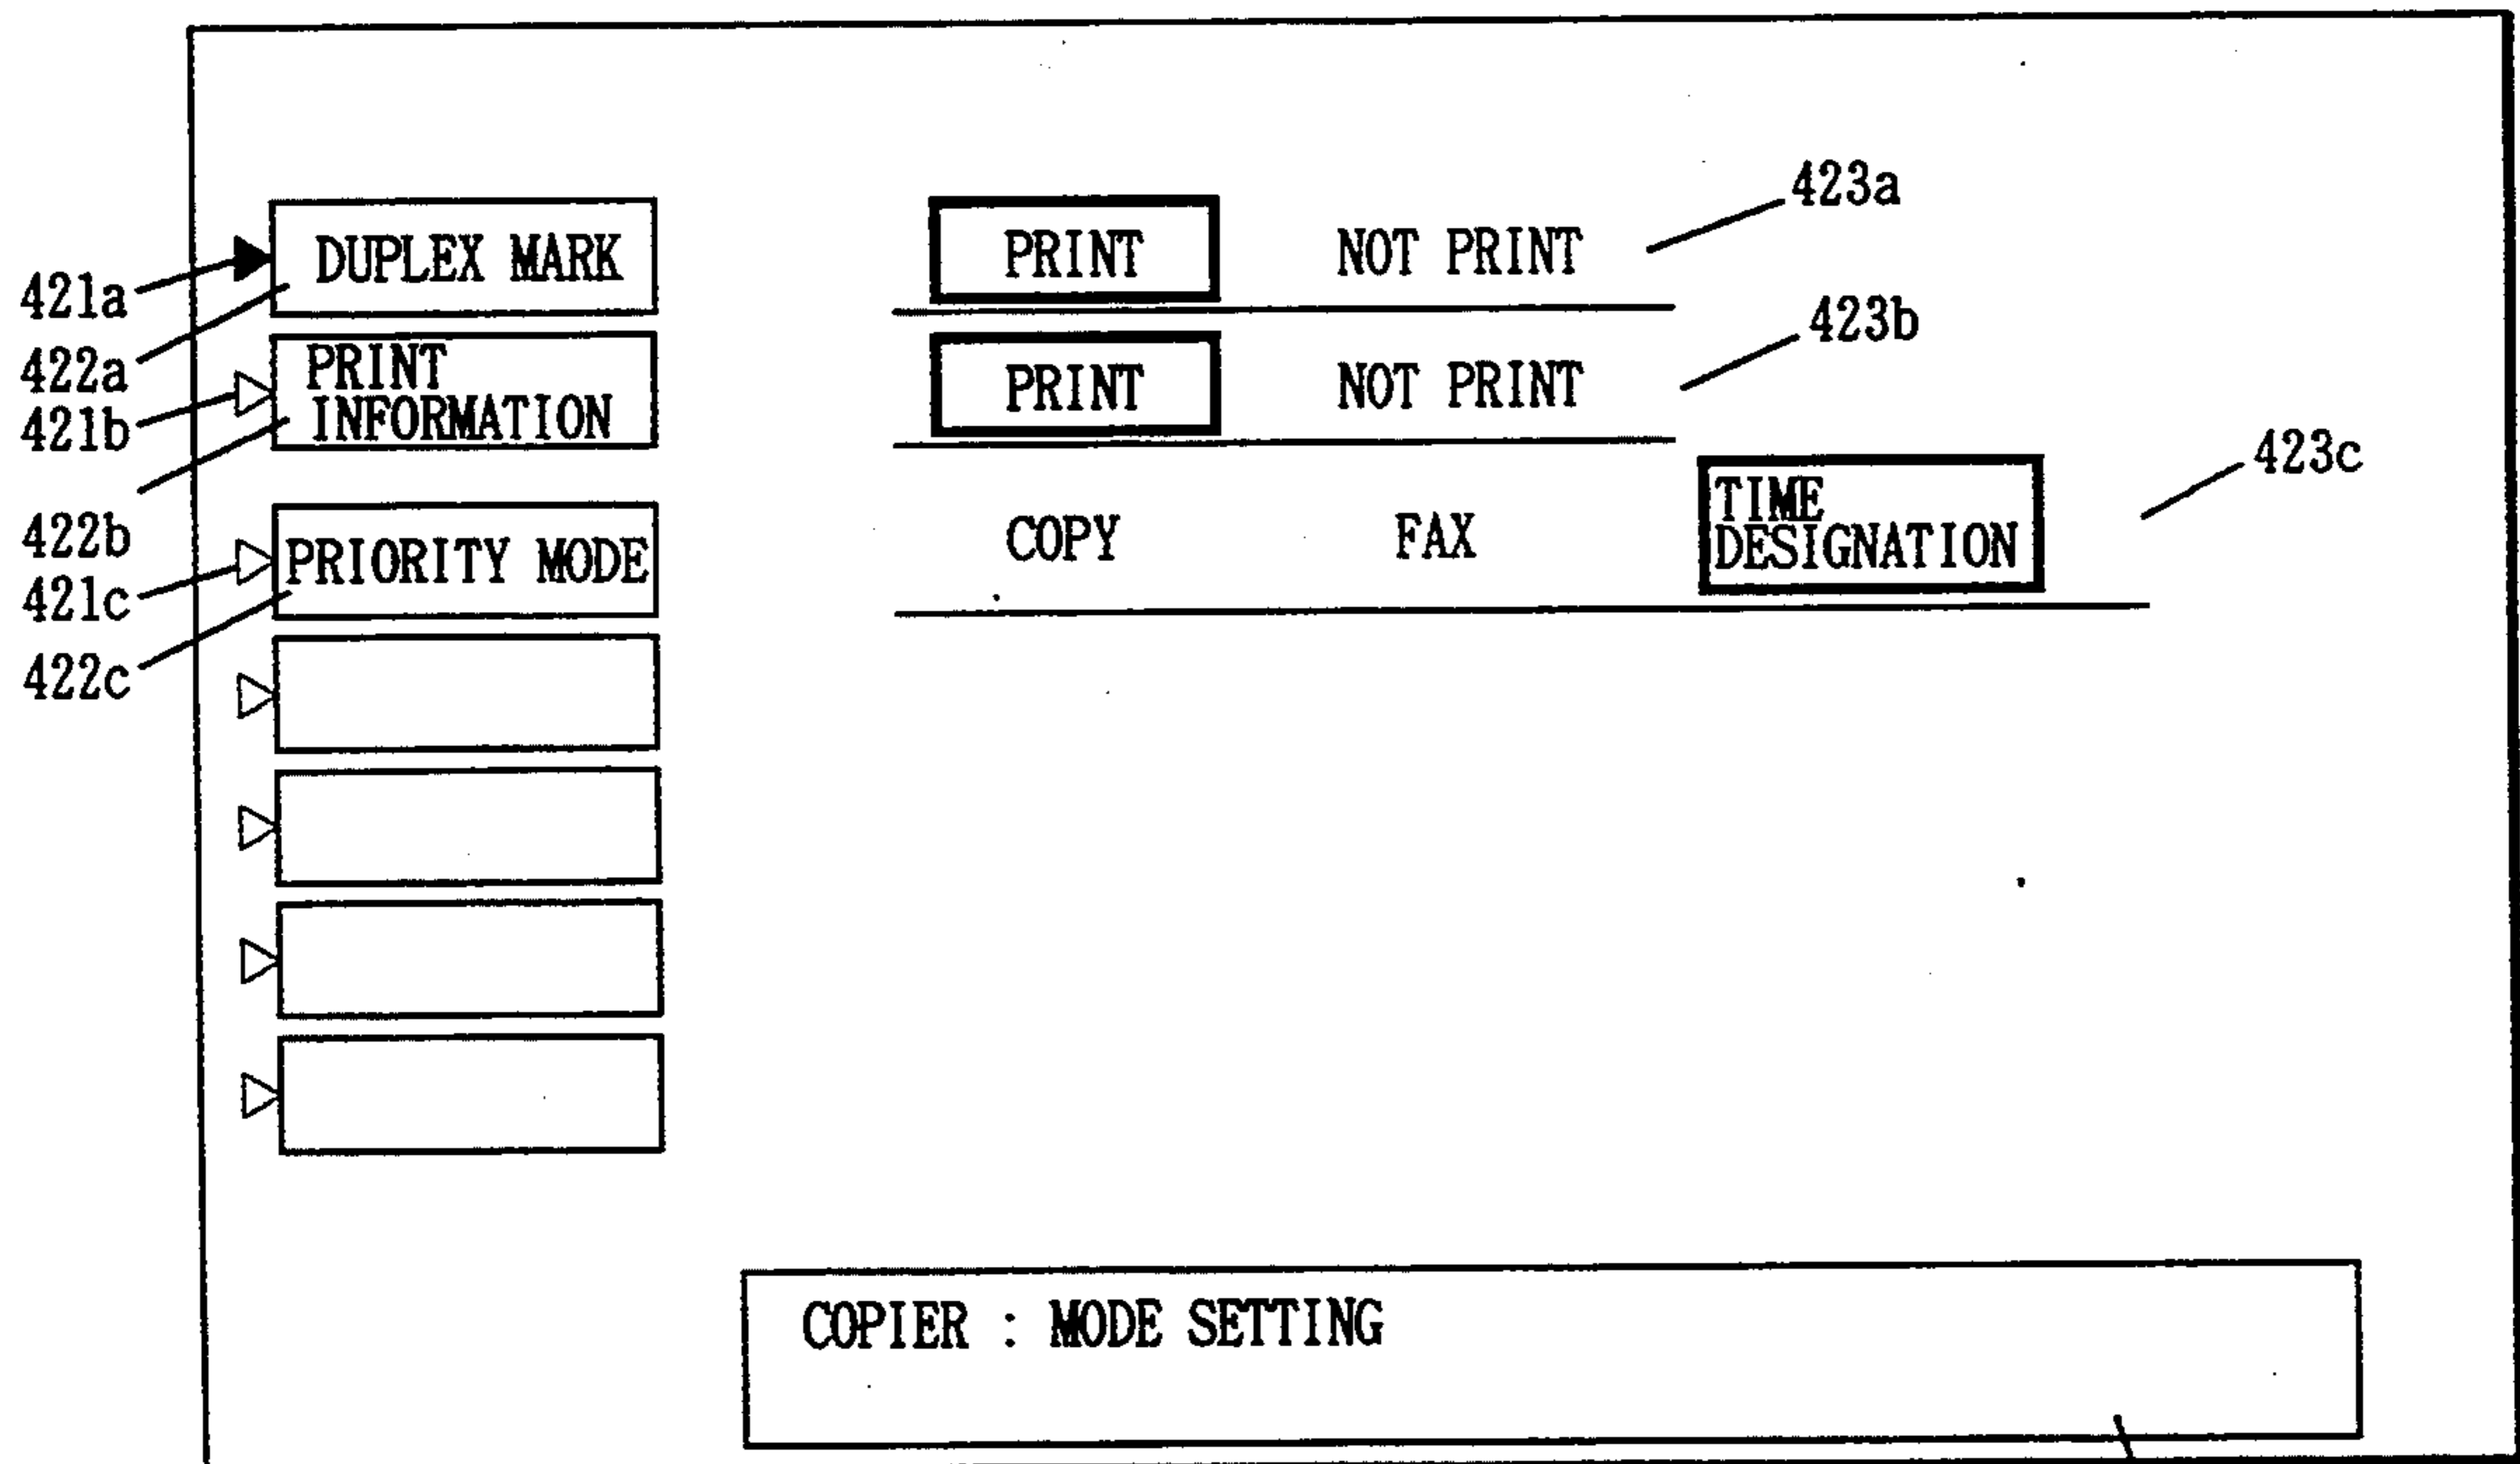 423a
DUPLEX MARK
PRINT
NOT PRINT
421a
422a
423b
PRINT
INFORMATION
PRINT
NOT PRINT
421b
422b
423c
PRIORITY MODE
COPY
FAX
TIME
DESIGNATION
421c
422c
COPIER : MODE SETTING